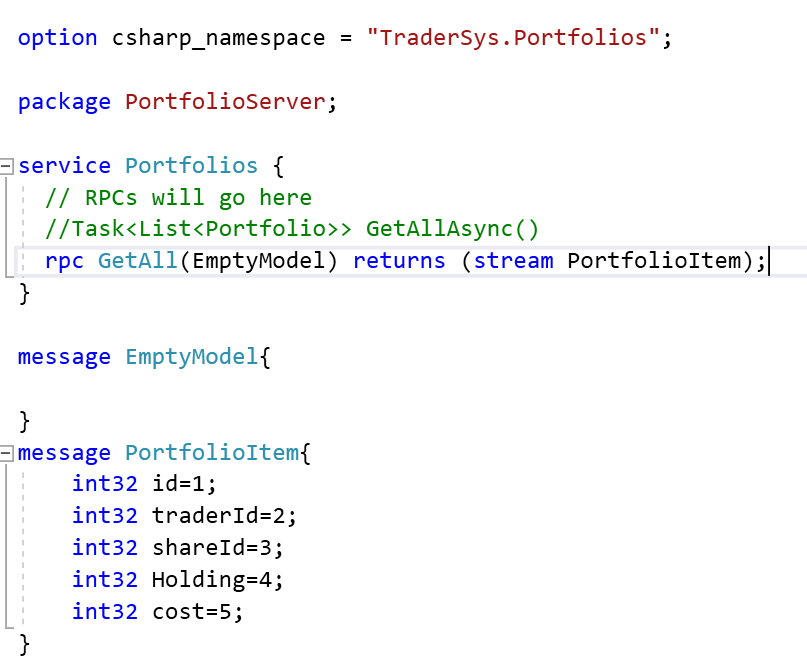 option csharp_namespace = "TraderSys.Portfolios";
package PortfolioServer;
service Portfolios {
// RPCs will go here
//Task<List<Portfolio>> GetAllAsync()
rpc GetAll(EmptyModel) returns (stream PortfolioItem);
}
message EmptyModel{
}
message PortfolioItem{
int32 id=1;
int32 traderId=2;
int32 shareId=3;
int32 Holding=4;
int32 cost=5;
}